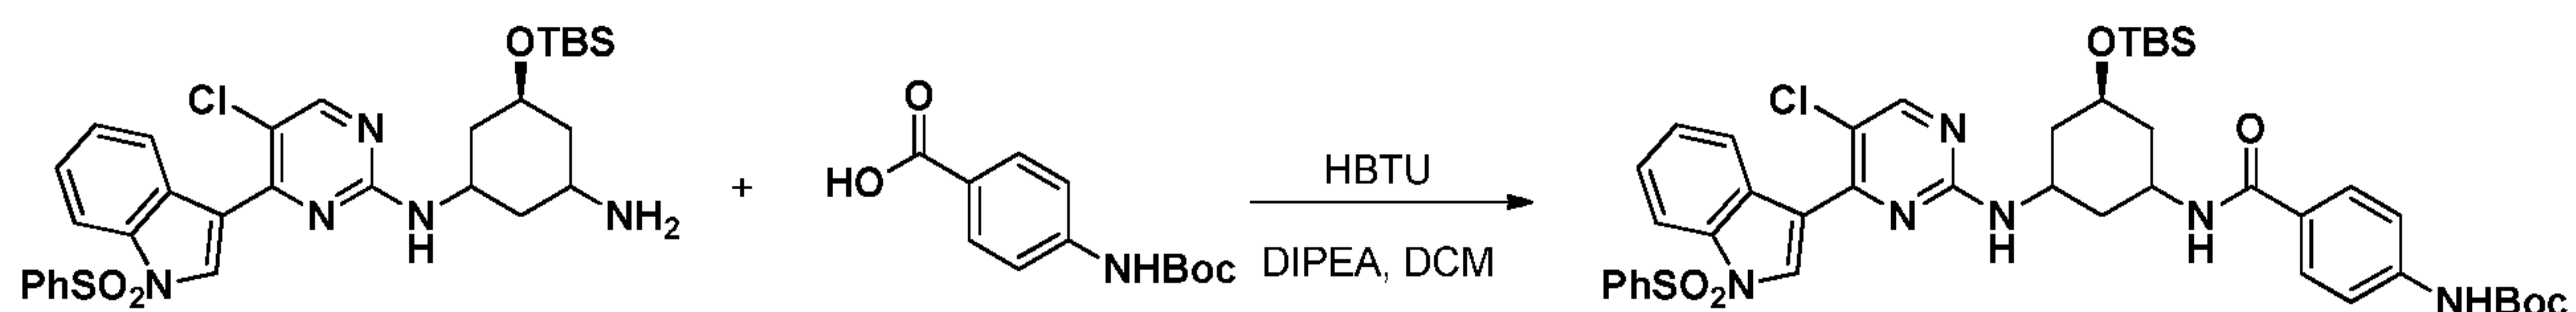 OTBS
Cl
N
N
N
H
NH2
PhSO2N
+
O
HO
NHBoc
HBTU
DIPEA, DCM
OTBS
Cl
N
O
N
N
H
N
H
PhSO2N
NHBoc